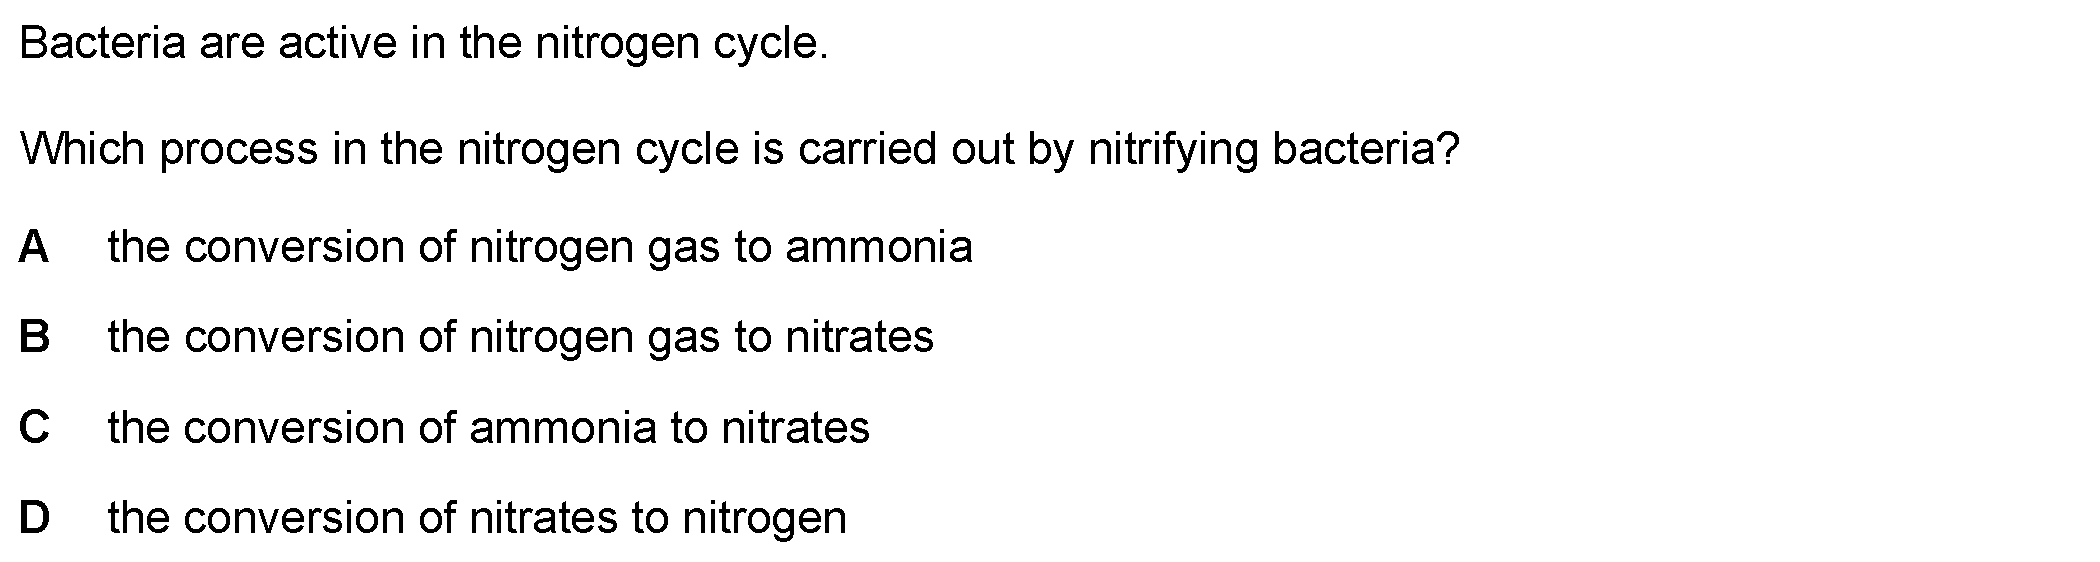 Bacteria are active in the nitrogen cycle.
Which process in the nitrogen cycle is carried out by nitrifying bacteria?
A the conversion of nitrogen gas to ammonia
B the conversion of nitrogen gas to nitrates
C the conversion of ammonia to nitrates
D the conversion of nitrates to nitrogen